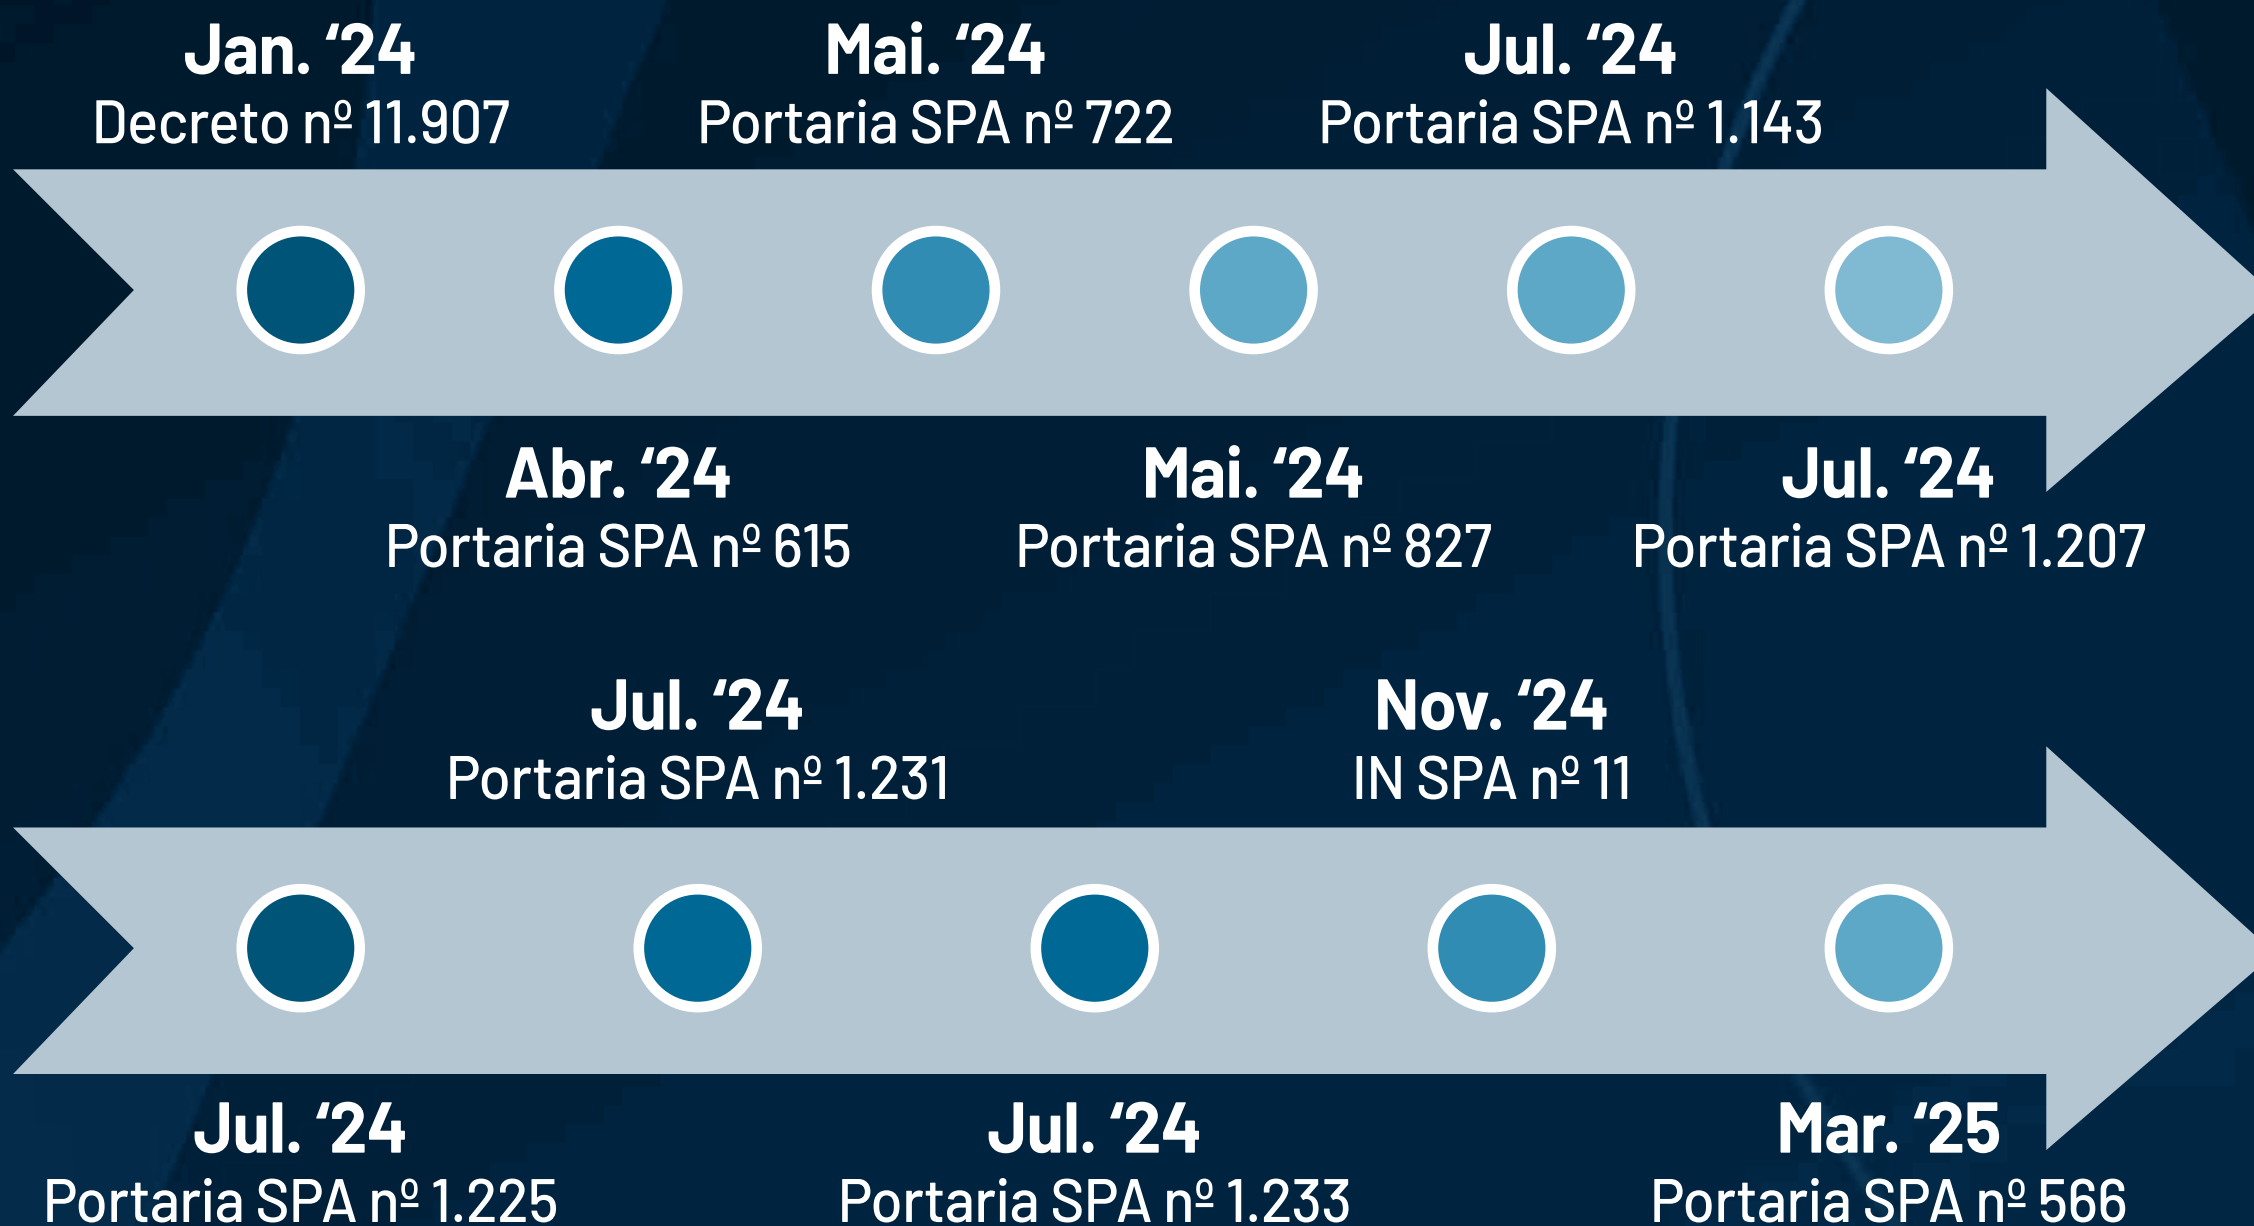 Jan. ‘24
Decreto nº 11.907
Mai. ‘24
Portaria SPA nº 722
Jul. ‘24
Portaria SPA nº 1.143
Abr. ‘24
Portaria SPA nº 615
Mai. ‘24
Portaria SPA nº 827
Jul. ‘24
Portaria SPA nº 1.207
Jul. ‘24
Portaria SPA nº 1.231
Nov. ‘24
IN SPA nº 11
Jul. ‘24
Portaria SPA nº 1.225
Jul. ‘24
Portaria SPA nº 1.233
Mar. ‘25
Portaria SPA nº 566